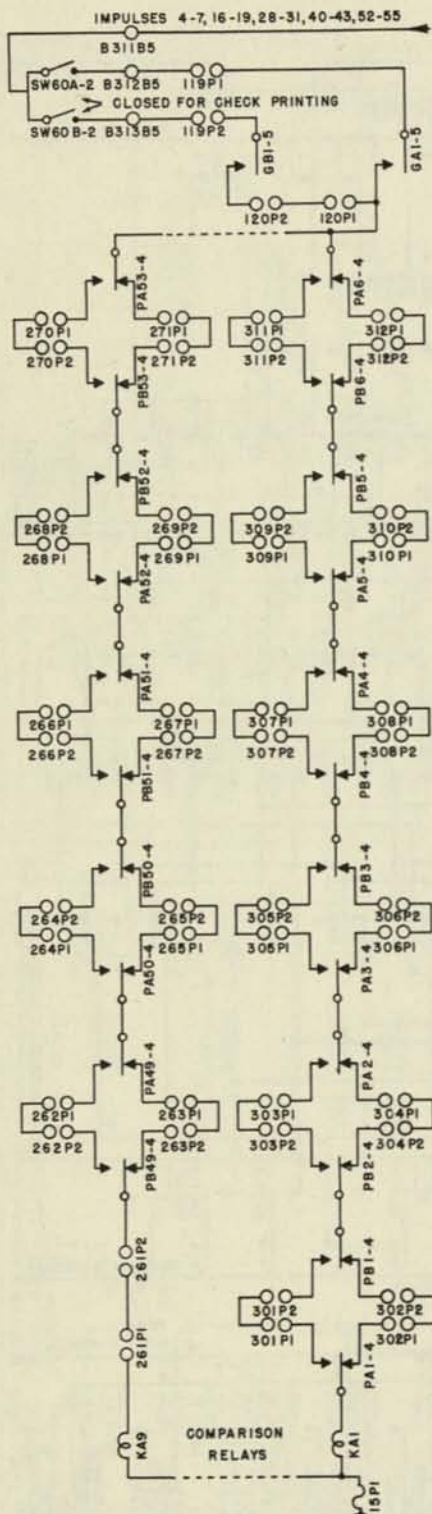 IMPULSES 4-7, 16-19, 28-31, 40-43, 52-55
B311B5
SW60A-2 B312B5 119P1
CLOSED FOR CHECK PRINTING
SW60B-2 B313B5 119P2
GB1-5
GA1-5
120P2 120P1
PA53-4
PA6-4
270P1 271P1 311P1 312P1
270P2 271P2 311P2 312P2
PB53-4
PB6-4
PB52-4
PB5-4
268P2 269P2 309P2 310P2
268P1 269P1 309P1 310P1
PA52-4
PA5-4
PA51-4
PA4-4
266P1 267P1 307P1 308P1
266P2 267P2 307P2 308P2
PB51-4
PB4-4
PB50-4
PB3-4
264P2 265P2 305P2 306P2
264P1 265P1 305P1 306P1
PA50-4
PA3-4
PA49-4
PA2-4
262P1 263P1 303P1 304P1
262P2 263P2 303P2 304P2
PB49-4
PB2-4
261P2
PB1-4
301P2 302P2
301P1 302P1
261P1
PA1-4
KA9
COMPARISON
RELAYS
KA1
15P1